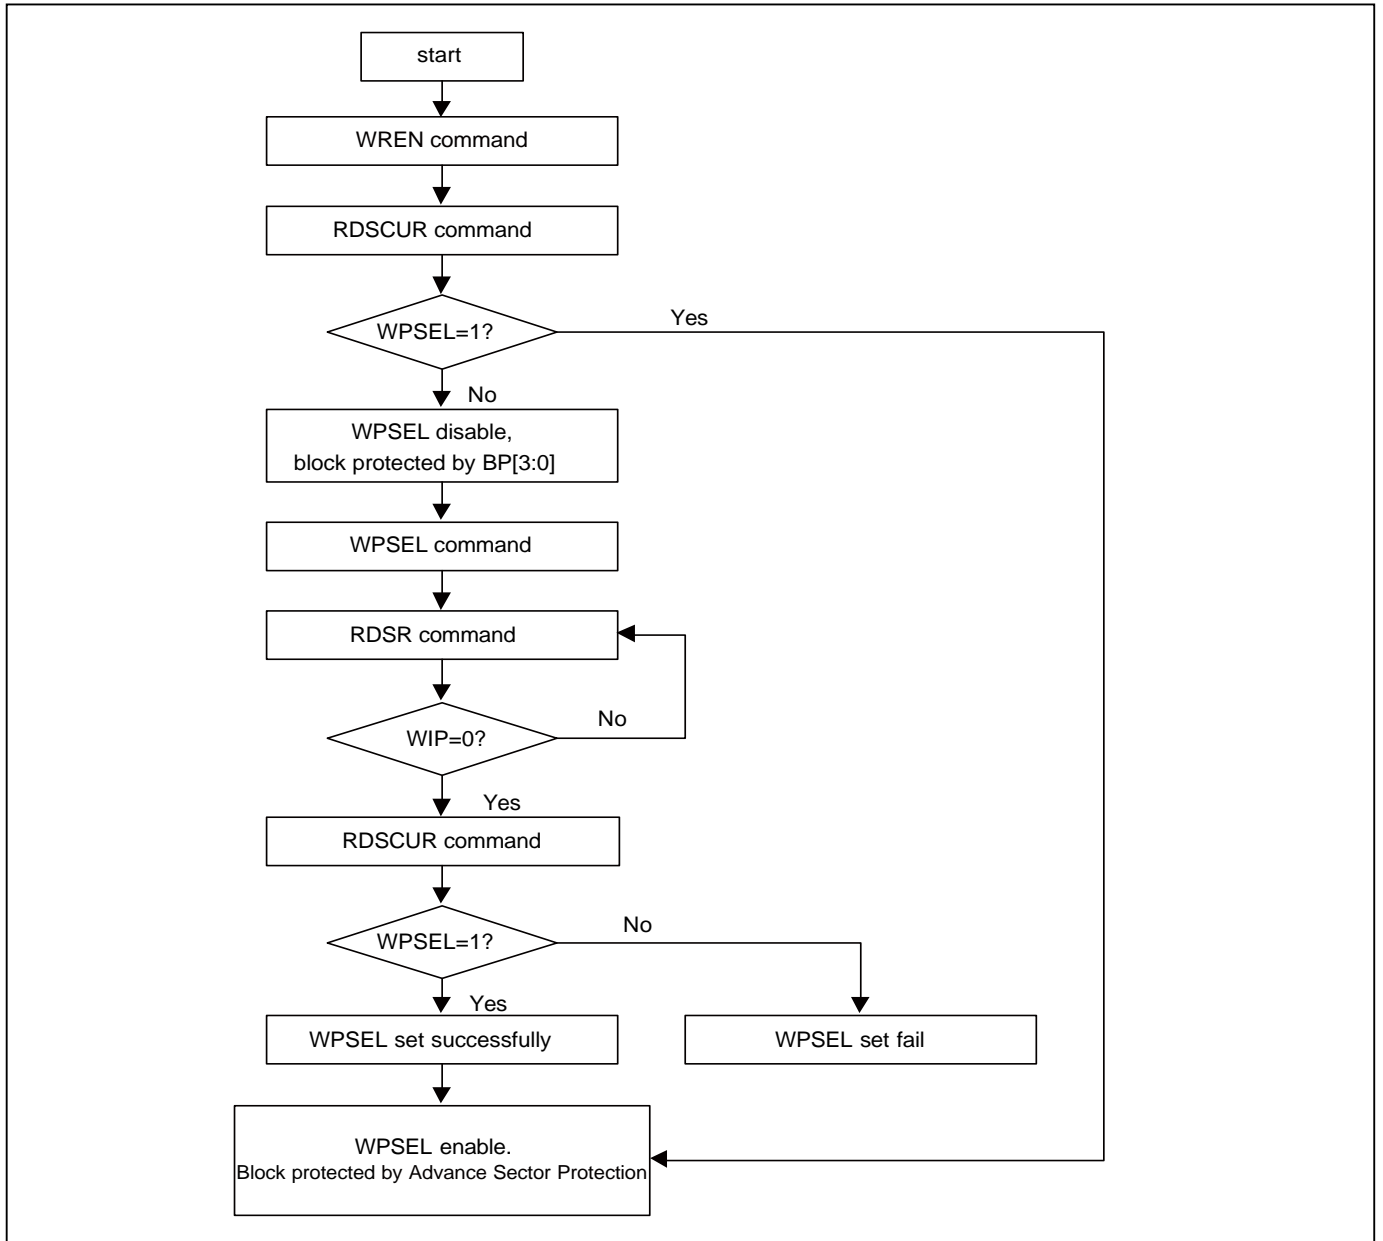 start
WREN command
RDSCUR command
WPSEL=1?
Yes
No
WPSEL disable,
block protected by BP[3:0]
WPSEL command
RDSR command
WIP=0?
No
Yes
RDSCUR command
WPSEL=1?
No
Yes
WPSEL set successfully
WPSEL set fail
WPSEL enable.
Block protected by Advance Sector Protection